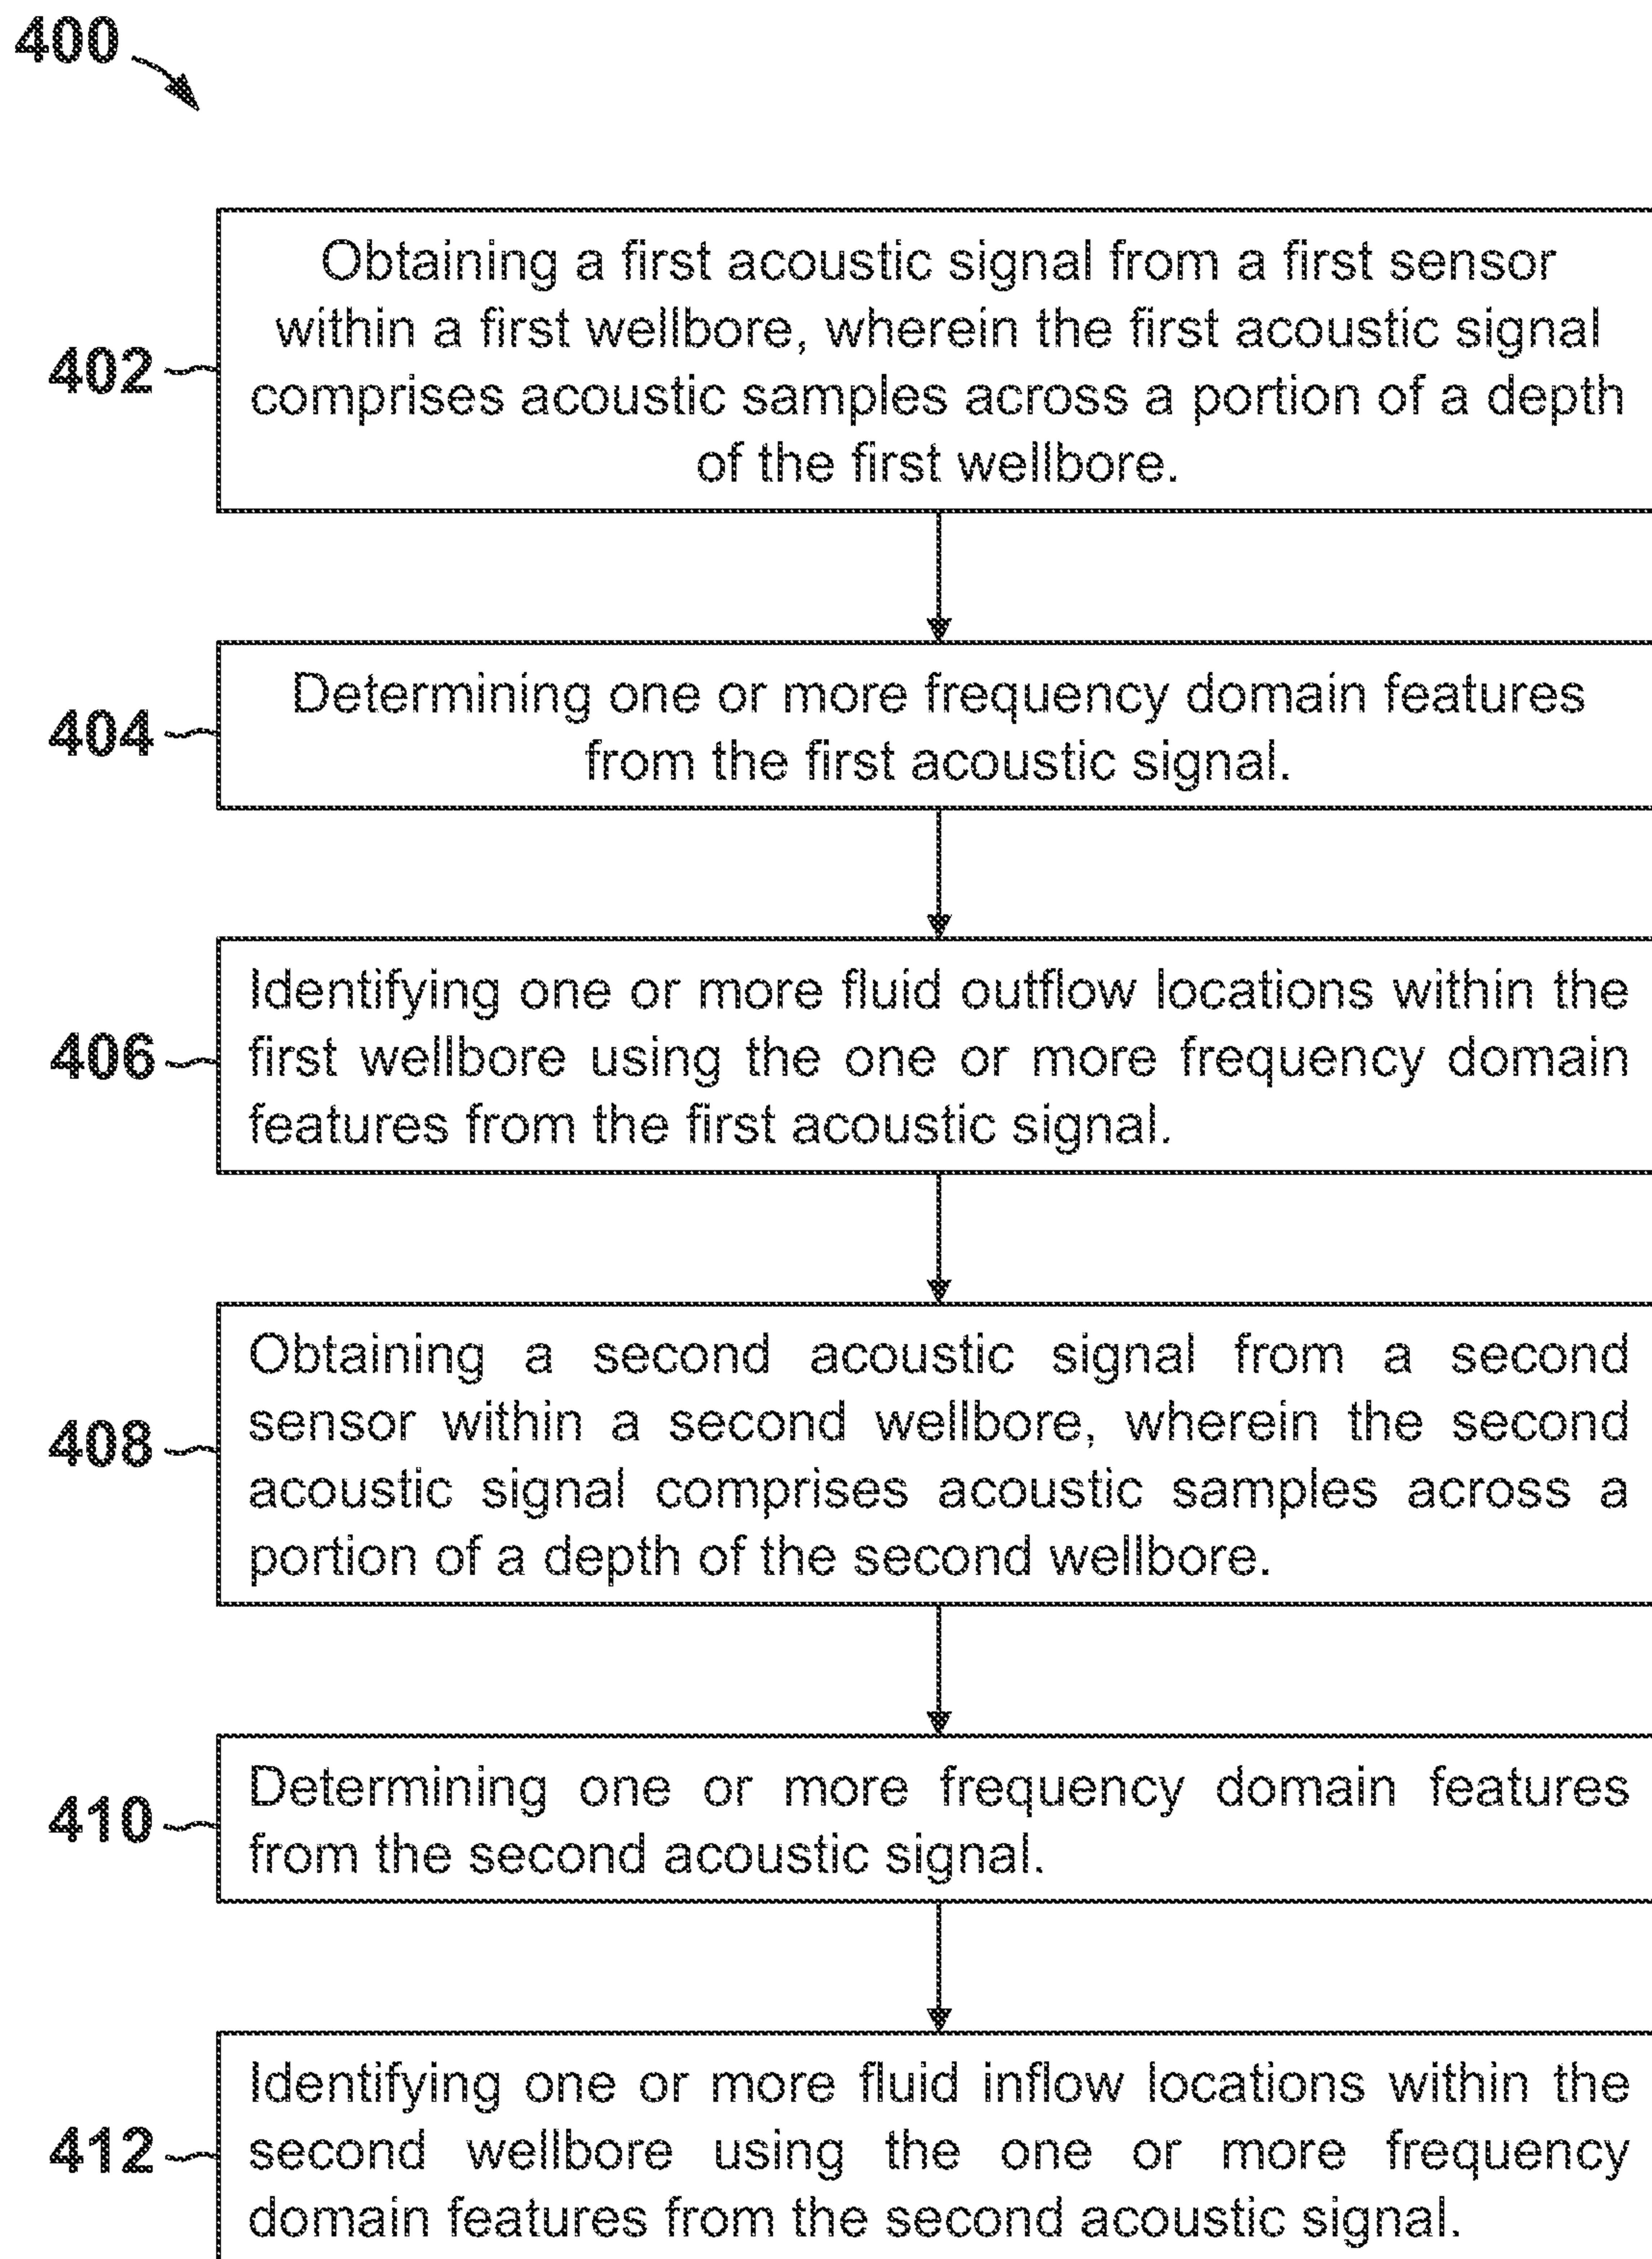 400
Obtaining a first acoustic signal from a first sensor
within a first wellbore, wherein the first acoustic signal
402
comprises acoustic samples across a portion of a depth
of the first wellbore.
Determining one or more frequency domain features
404
from the first acoustic signal.
Identifying one or more fluid outflow locations within the
406
first wellbore using the one or more frequency domain
features from the first acoustic signal.
Obtaining a second acoustic signal from a second
sensor within a second wellbore, wherein the second
408
acoustic signal comprises acoustic samples across a
portion of a depth of the second wellbore.
Determining one or more frequency domain features
410
from the second acoustic signal.
Identifying one or more fluid inflow locations within the
412
second wellbore using the one or more frequency
domain features from the second acoustic signal.